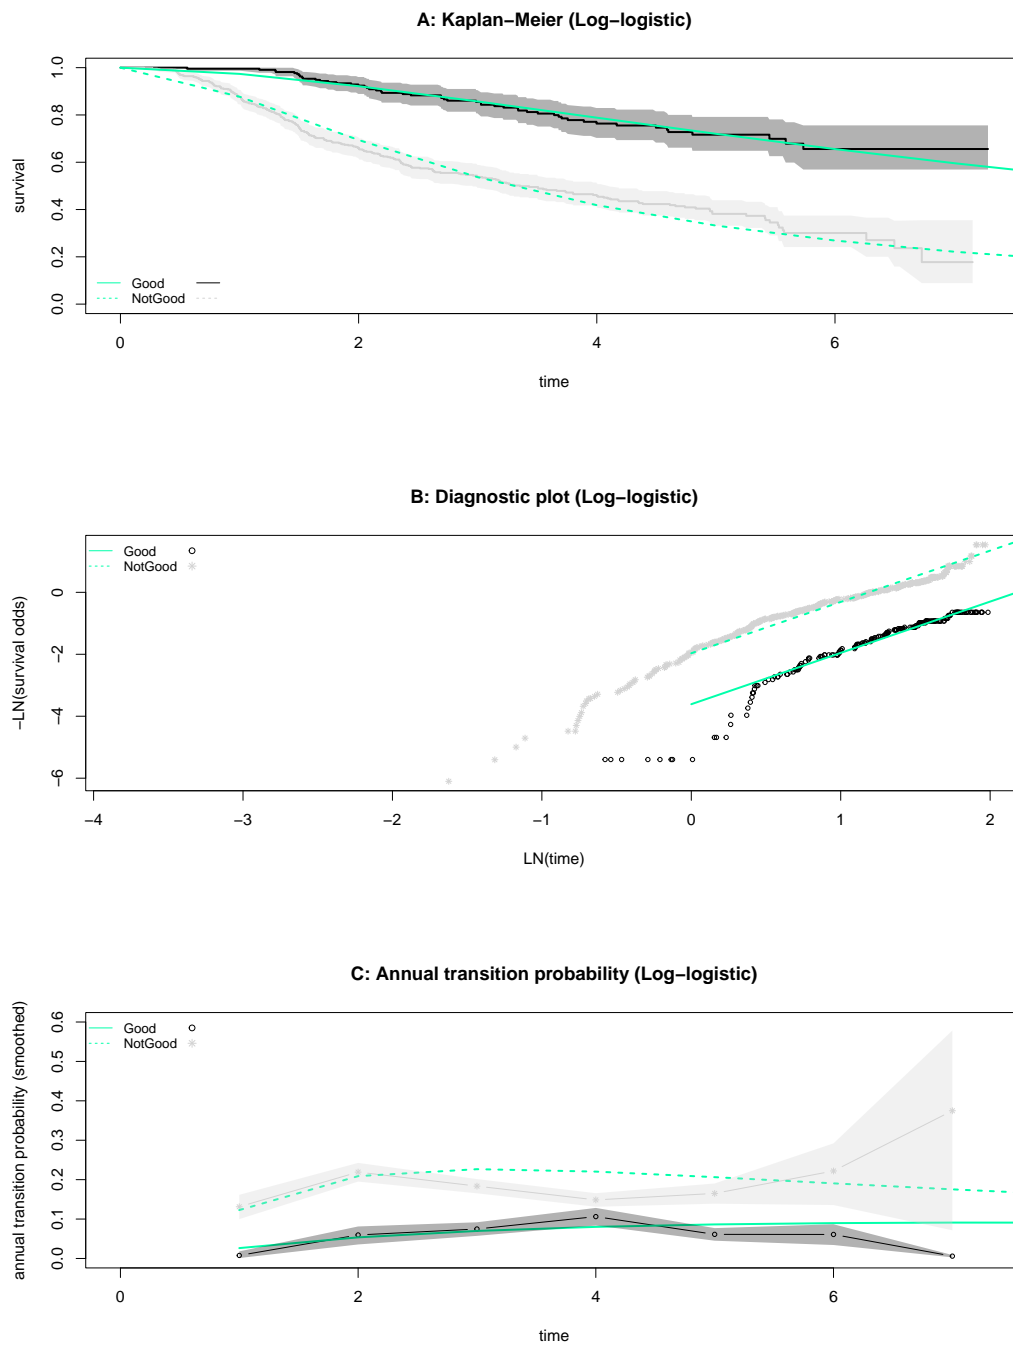 A: Kaplan−Meier (Log−logistic)
survival
1.0
0.8
0.6
0.4
0.2
0.0
Good
NotGood
0 2 4 6
time
B: Diagnostic plot (Log−logistic)
−LN(survival odds)
Good
NotGood
0
−2
−4
−6
−4 −3 −2 −1 0 1 2
LN(time)
C: Annual transition probability (Log−logistic)
annual transition probability (smoothed)
Good
NotGood
0.6
0.5
0.4
0.3
0.2
0.1
0.0
0 2 4 6
time